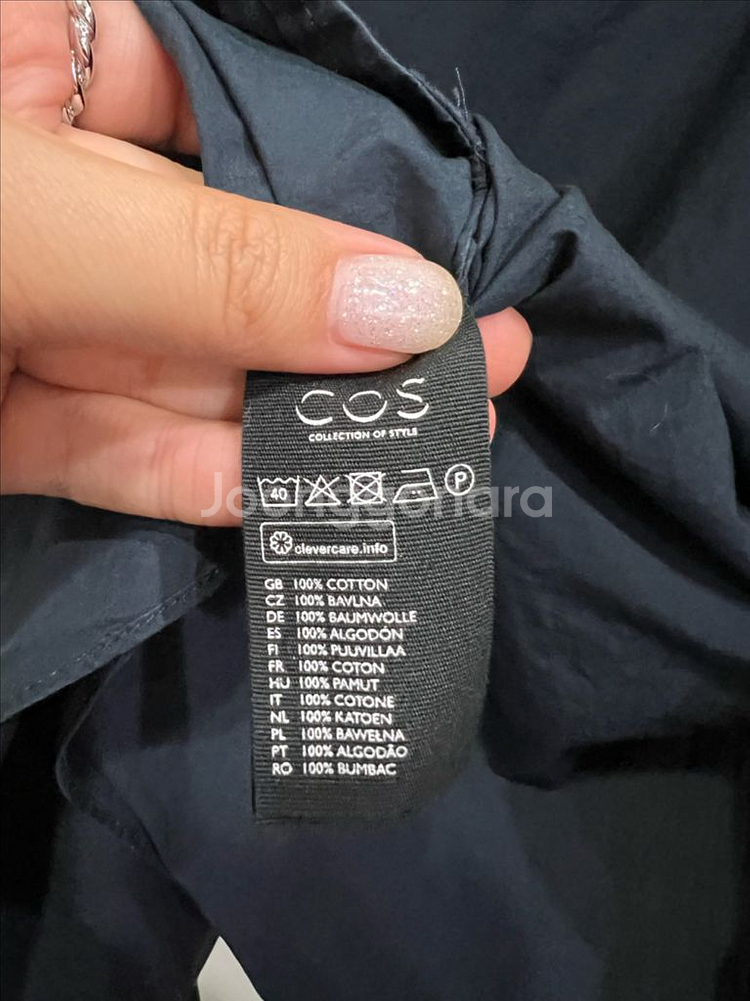 COS
COLLECTION OF STYLE
40 P
Joonggonara
clevercare.info
GB 100% COTTON
CZ 100% BAVLNA
DE 100% BAUMWOLLE
ES 100% ALGODÓN
FI 100% PUUVILLAA
FR 100% COTON
HU 100% PAMUT
IT 100% COTONE
NL 100% KATOEN
PL 100% BAWEŁNA
PT 100% ALGODÃO
RO 100% BUMBAC